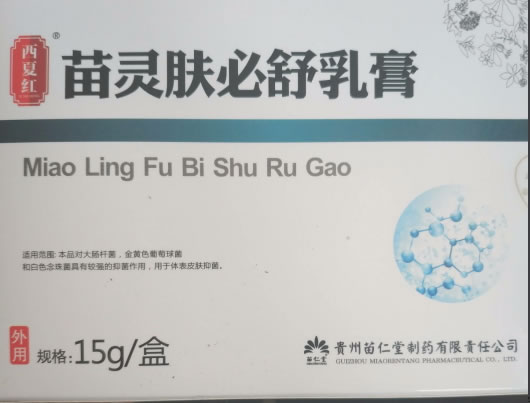 西夏红
®
苗灵肤必舒乳膏
Miao Ling Fu Bi Shu Ru Gao
适用范围: 本品对大肠杆菌，金黄色葡萄球菌
和白色念珠菌具有较强的抑菌作用，用于体表皮肤抑菌。
外用
规格:15g/盒
苗仁堂
贵州苗仁堂制药有限责任公司
GUIZHOU MIAORENTANG PHARMACEUTICAL CO., LTD.